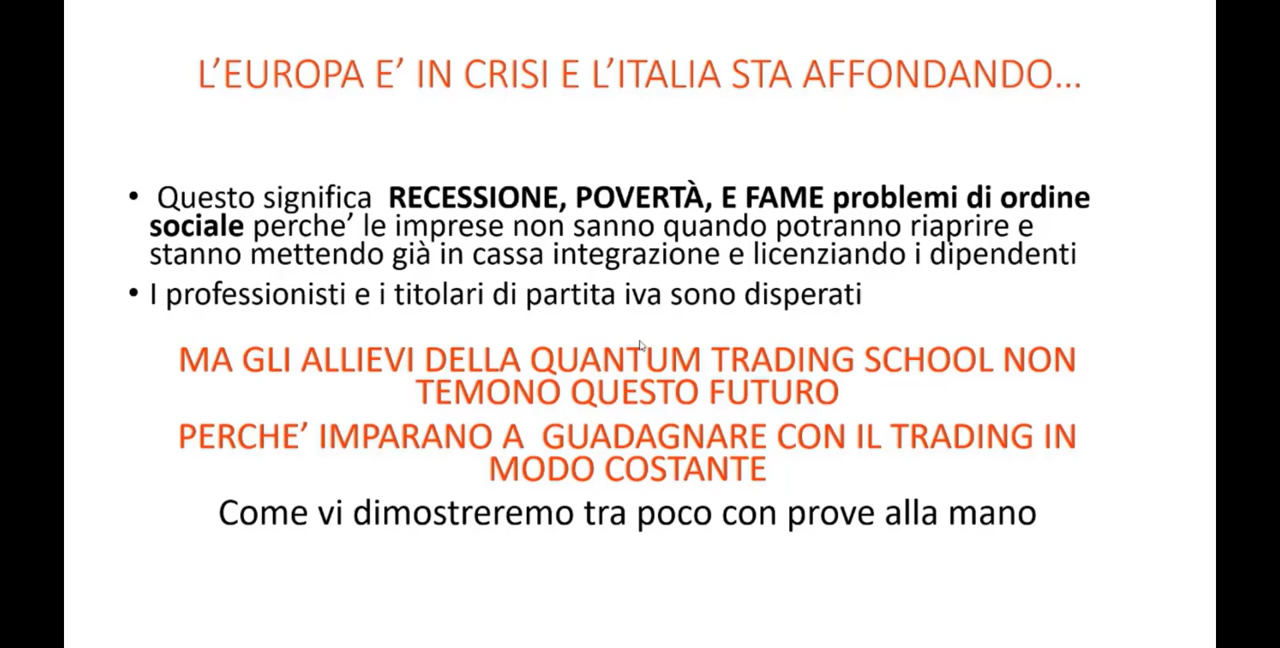 L’EUROPA E’ IN CRISI E L’ITALIA STA AFFONDANDO...
• Questo significa RECESSIONE, POVERTÀ, E FAME problemi di ordine
sociale perche’ le imprese non sanno quando potranno riaprire e
stanno mettendo già in cassa integrazione e licenziando i dipendenti
• I professionisti e i titolari di partita iva sono disperati
MA GLI ALLIEVI DELLA QUANTUM TRADING SCHOOL NON
TEMONO QUESTO FUTURO
PERCHE’ IMPARANO A GUADAGNARE CON IL TRADING IN
MODO COSTANTE
Come vi dimostreremo tra poco con prove alla mano